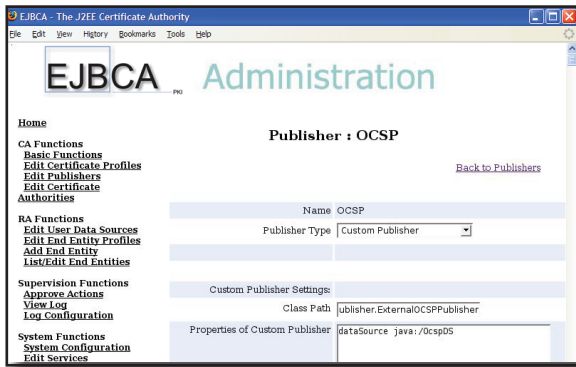 EJBCA - The J2EE Certificate Authority
File Edit View History Bookmarks Tools Help
EJBCA PKI Administration
Home
CA Functions
Basic Functions
Edit Certificate Profiles
Edit Publishers
Edit Certificate
Authorities
RA Functions
Edit User Data Sources
Edit End Entity Profiles
Add End Entity
List/Edit End Entities
Supervision Functions
Approve Actions
View Log
Log Configuration
System Functions
System Configuration
Edit Services
Publisher : OCSP
Back to Publishers
Name OCSP
Publisher Type Custom Publisher
Custom Publisher Settings:
Class Path ublisher.ExternalOCSPPublisher
Properties of Custom Publisher dataSource java:/OcspDS